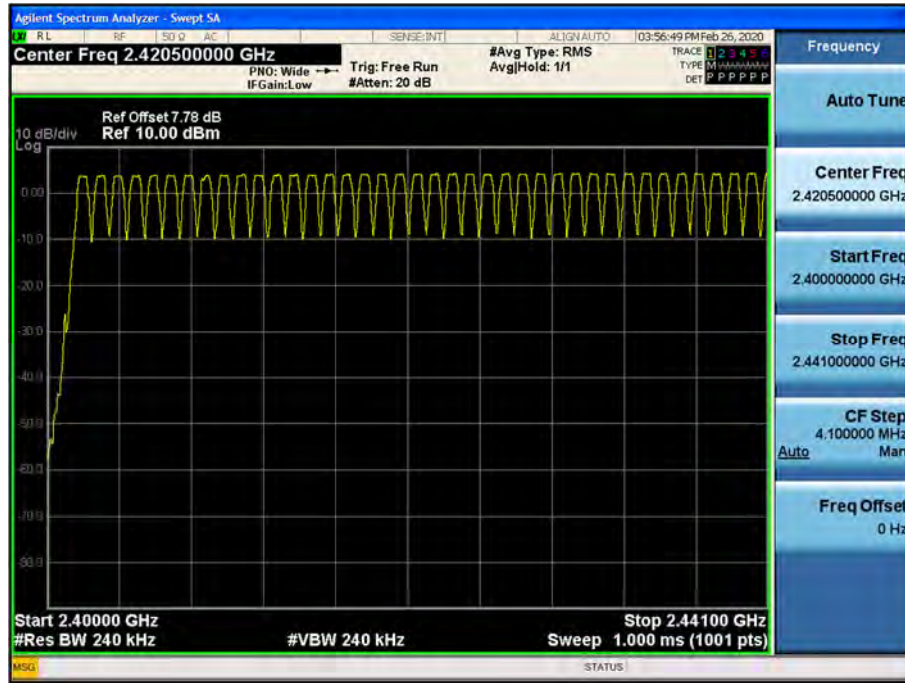 Agilent Spectrum Analyzer - Swept SA
RL RF 50 Ω AC SENSE:INT ALIGN AUTO 03:56:49 PM Feb 26, 2020
Center Freq 2.420500000 GHz
PNO: Wide
IFGain:Low
Trig: Free Run
#Atten: 20 dB
#Avg Type: RMS
Avg|Hold: 1/1
TRACE 1 2 3 4 5 6
TYPE M
DET P P P P P P
Ref Offset 7.78 dB
10 dB/div Ref 10.00 dBm
Log
0.00
-10.0
-20.0
-30.0
-40.0
-50.0
-60.0
-70.0
-80.0
Start 2.40000 GHz Stop 2.44100 GHz
#Res BW 240 kHz #VBW 240 kHz Sweep 1.000 ms (1001 pts)
MSG STATUS
Frequency
Auto Tune
Center Freq
2.420500000 GHz
Start Freq
2.400000000 GHz
Stop Freq
2.441000000 GHz
CF Step
4.100000 MHz
Auto Man
Freq Offset
0 Hz